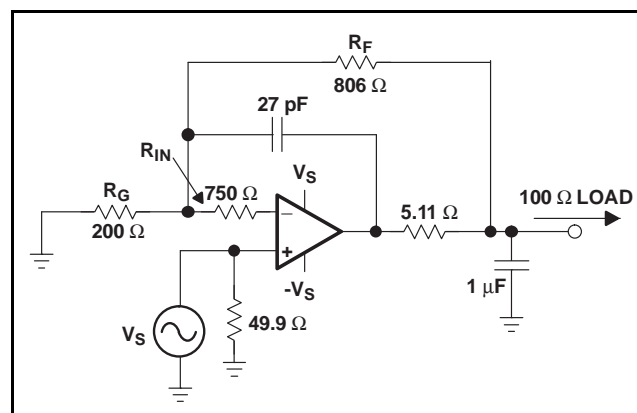 R_F
806 Ω
27 pF
R_IN
V_S
R_G
750 Ω
5.11 Ω
100 Ω LOAD
200 Ω
–
+
-V_S
1 μF
V_S
49.9 Ω